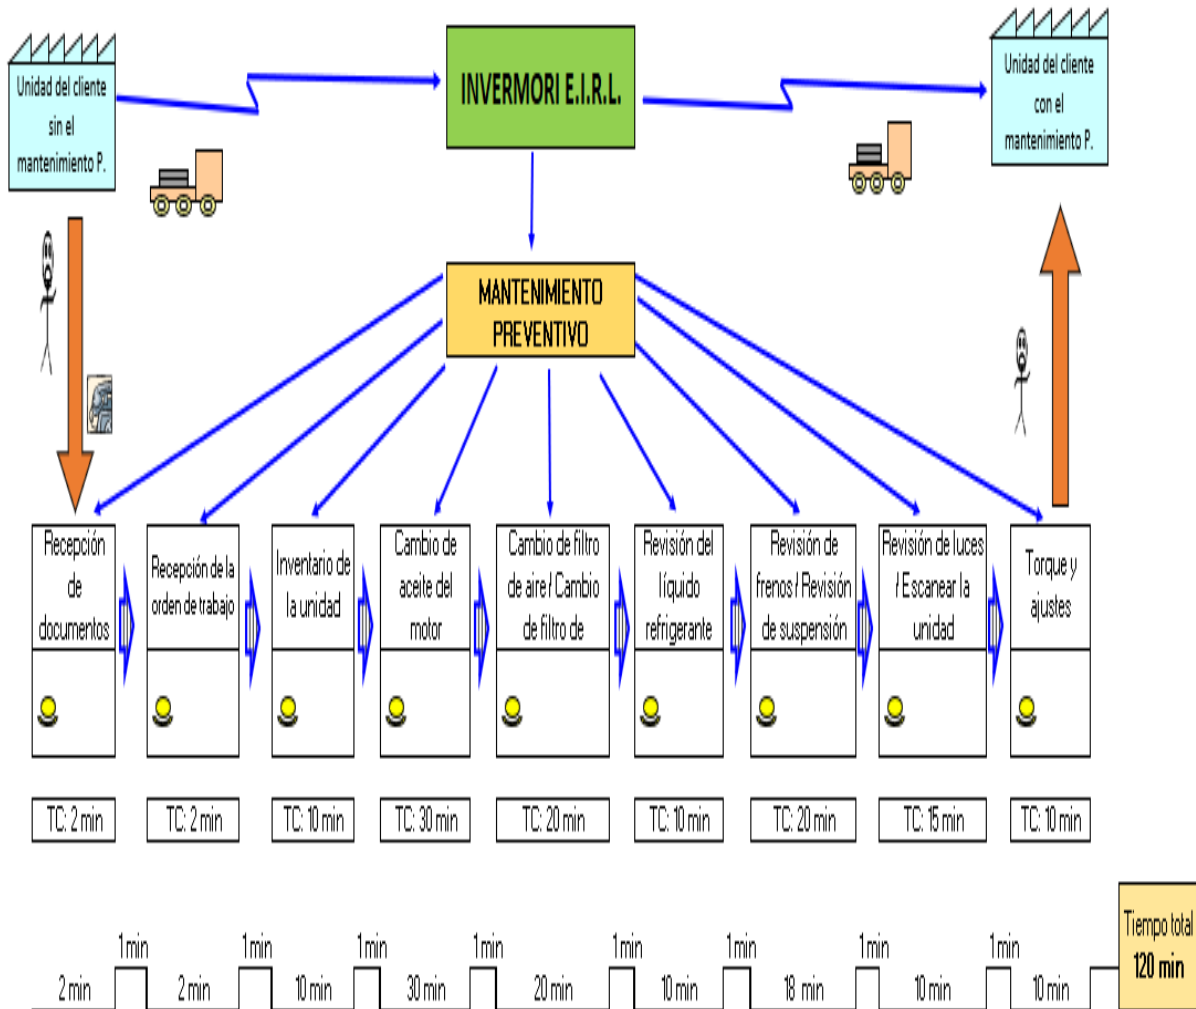 Unidad del cliente
sin el
mantenimiento P.
INVERMORI E.I.R.L.
Unidad del cliente
con el
mantenimiento P.
MANTENIMIENTO
PREVENTIVO
Recepción
de
documentos
Recepción de la
orden de trabajo
Inventario de
la unidad
Cambio de
aceite del
motor
Cambio de filtro
de aire / Cambio
de filtro de
Revisión del
líquido
refrigerante
Revisión de
frenos / Revisión
de suspensión
Revisión de luces
/ Escanear la
unidad
Torque y
ajustes
TC: 2 min
TC: 2 min
TC: 10 min
TC: 30 min
TC: 20 min
TC: 10 min
TC: 20 min
TC: 15 min
TC: 10 min
1 min
1 min
1 min
1 min
1 min
1 min
1 min
1 min
2 min
2 min
10 min
30 min
20 min
10 min
18 min
10 min
10 min
Tiempo total
120 min